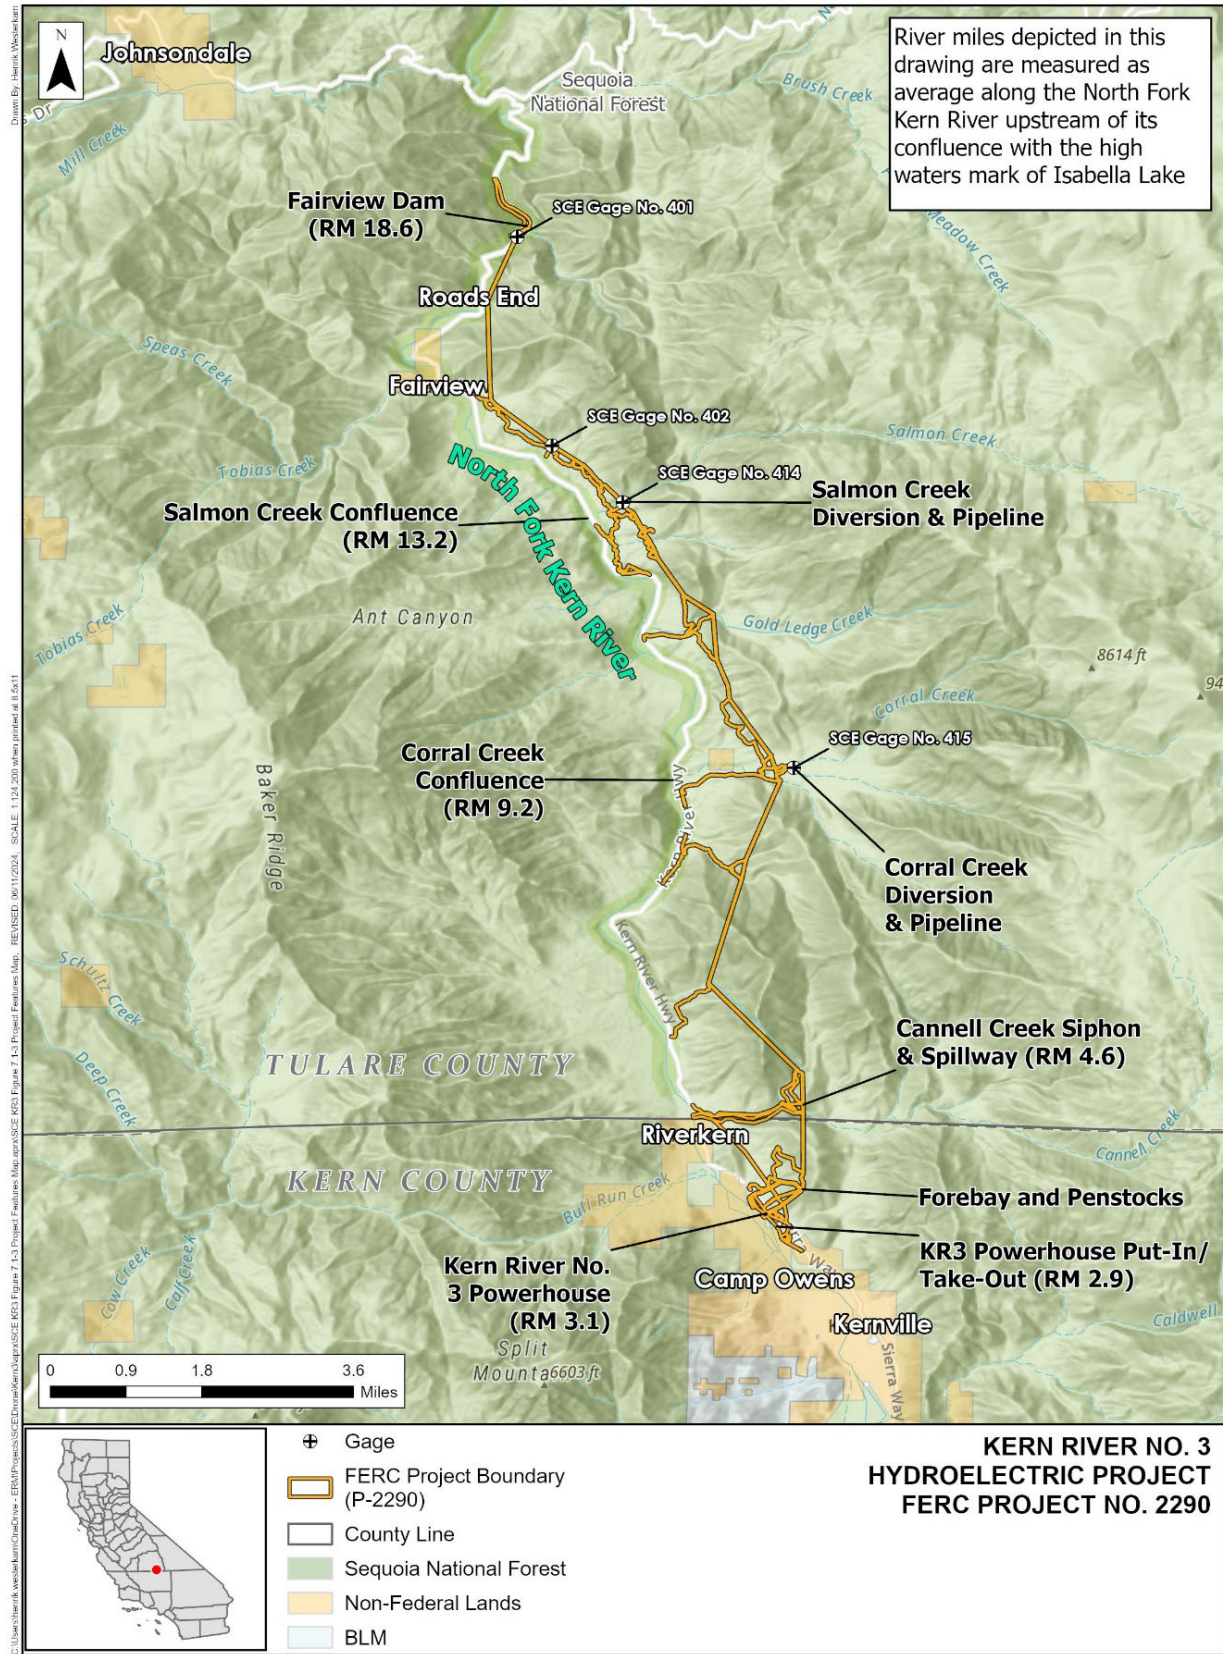 Drawn By: Henrik.Westerkam
N
Johnsondale
Dr
Mill Creek
Sequoia
National Forest
Brush Creek
River miles depicted in this
drawing are measured as
average along the North Fork
Kern River upstream of its
confluence with the high
waters mark of Isabella Lake
Meadow Creek
Fairview Dam
(RM 18.6)
SCE Gage No. 401
Roads End
Speas Creek
Fairview
SCE Gage No. 402
Salmon Creek
Tobias Creek
North Fork Kern River
SCE Gage No. 414
Salmon Creek
Diversion & Pipeline
Salmon Creek Confluence
(RM 13.2)
Ant Canyon
Tobias Creek
Gold Ledge Creek
8614 ft
94
Corral Creek
SCE Gage No. 415
Corral Creek
Confluence
(RM 9.2)
Baker Ridge
Kern River Hwy
Corral Creek
Diversion
& Pipeline
Kern River Hwy
Schultz Creek
Deep Creek
Cannell Creek Siphon
& Spillway (RM 4.6)
TULARE COUNTY
Riverkern
Cannell Creek
KERN COUNTY
Bull Run Creek
Forebay and Penstocks
Kern River No.
3 Powerhouse
(RM 3.1)
KR3 Powerhouse Put-In/
Take-Out (RM 2.9)
Way
Camp Owens
Cow Creek
Calf Creek
Kernville
Caldwell
Split
Mounta
6603 ft
Sierra Way
0 0.9 1.8 3.6
Miles
Gage
FERC Project Boundary
(P-2290)
County Line
Sequoia National Forest
Non-Federal Lands
BLM
KERN RIVER NO. 3
HYDROELECTRIC PROJECT
FERC PROJECT NO. 2290